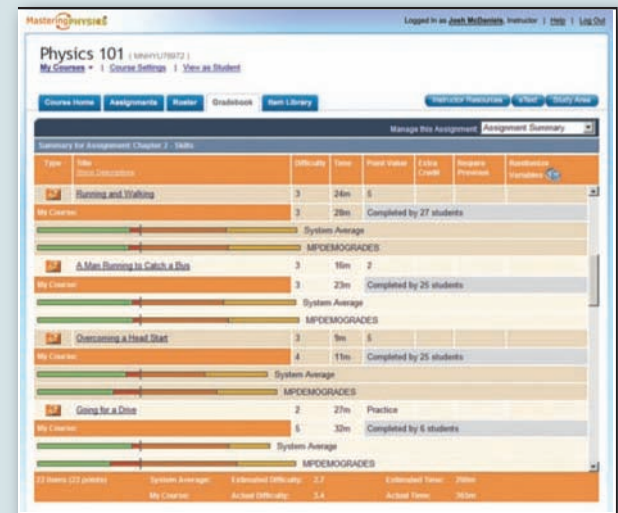 MasteringPHYSICS
Logged in as Josh McDaniels, Instructor | Help | Log Out
Physics 101
My Courses | Course Settings | View as Student
Course Home Assignments Roster Gradebook Item Library
Instructor Resources eText Study Area
Manage this Assignment: Assignment Summary
Summary for Assignment Chapter 2 - Skills
Type Title Difficulty Time Point Value Extra Credit Require Previous Randomize Variables
Show Descriptions
Running and Walking 3 24m 5
My Course: 3 28m Completed by 27 students
System Average
MPDEMOGRADES
A Man Running to Catch a Bus 3 16m 2
My Course: 3 23m Completed by 25 students
System Average
MPDEMOGRADES
Overcoming a Head Start 3 9m 5
My Course: 4 11m Completed by 25 students
System Average
MPDEMOGRADES
Going for a Drive 2 27m Practice
My Course: 5 32m Completed by 6 students
System Average
MPDEMOGRADES
22 Items (22 points) System Average: Estimated Difficulty: 2.7 Estimated Time:
My Course: Actual Difficulty: 3.4 Actual Time: